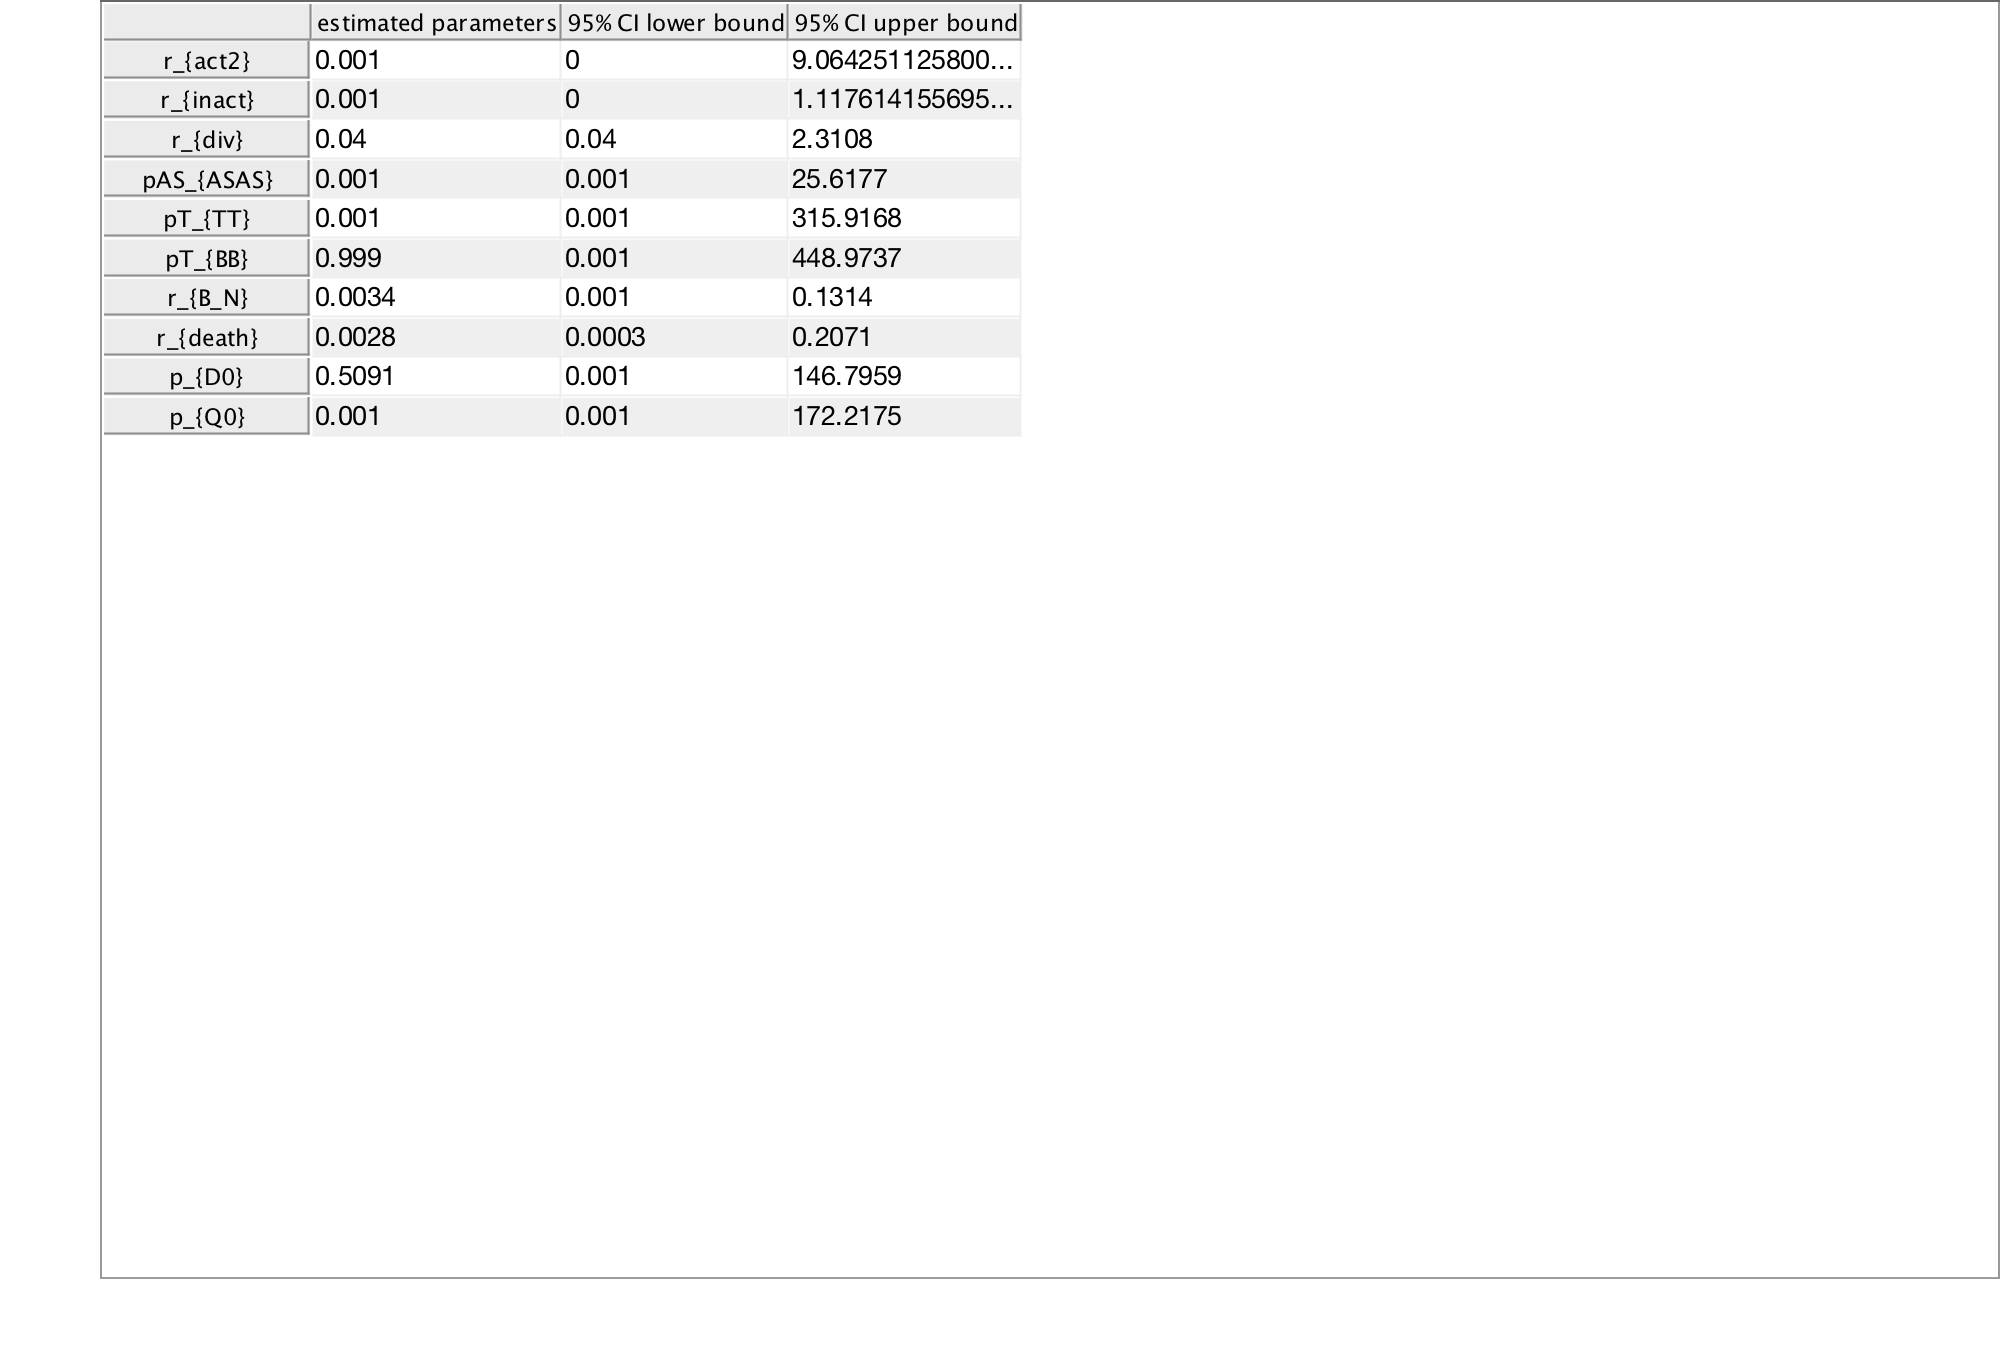 estimated parameters 95% CI lower bound 95% CI upper bound
r_{act2} 0.001 0 9.064251125800...
r_{inact} 0.001 0 1.117614155695...
r_{div} 0.04 0.04 2.3108
pAS_{ASAS} 0.001 0.001 25.6177
pT_{TT} 0.001 0.001 315.9168
pT_{BB} 0.999 0.001 448.9737
r_{B_N} 0.0034 0.001 0.1314
r_{death} 0.0028 0.0003 0.2071
p_{D0} 0.5091 0.001 146.7959
p_{Q0} 0.001 0.001 172.2175